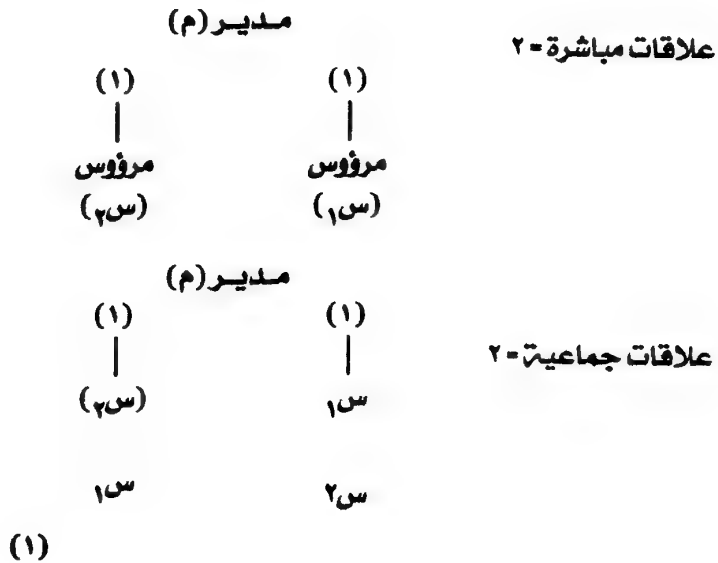 مدير (م)
علاقات مباشرة = ٢
(١) (١)
مرؤوس مرؤوس
(س١) (س٢)
مدير (م)
(١) (١)
علاقات جماعية = ٢
س١ (س٢)
س٢ س١
(١)